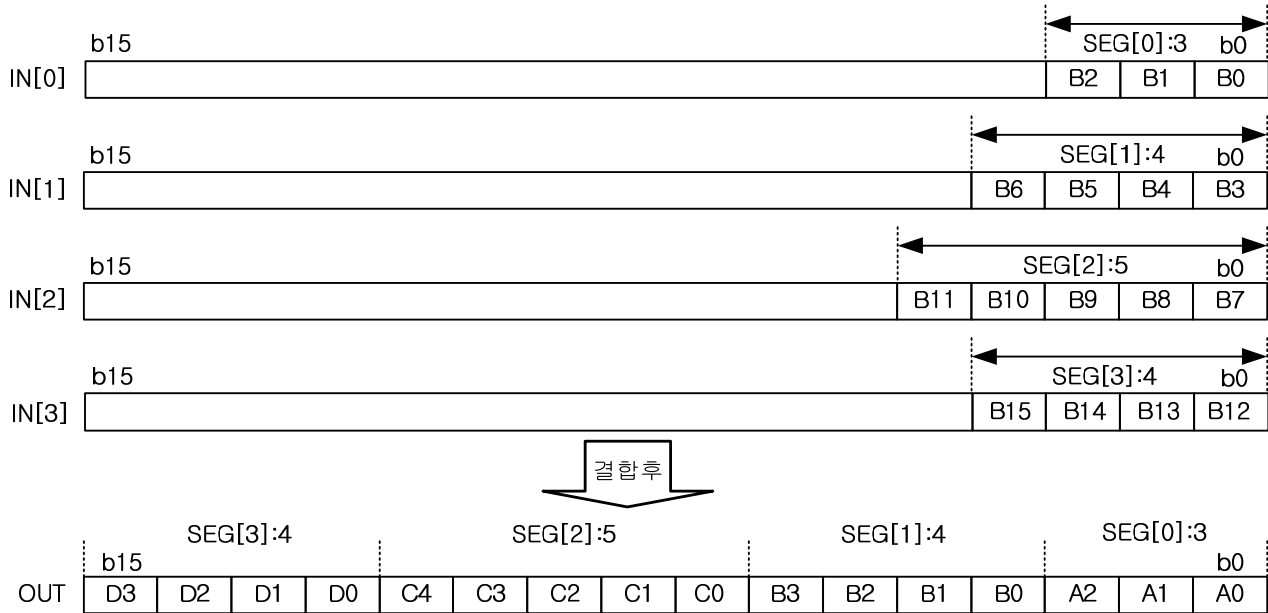 SEG[0]:3
b15 b0
IN[0] B2 B1 B0
SEG[1]:4
b15 b0
IN[1] B6 B5 B4 B3
SEG[2]:5
b15 b0
IN[2] B11 B10 B9 B8 B7
SEG[3]:4
b15 b0
IN[3] B15 B14 B13 B12
결합후
SEG[3]:4 SEG[2]:5 SEG[1]:4 SEG[0]:3
b15 b0
OUT D3 D2 D1 D0 C4 C3 C2 C1 C0 B3 B2 B1 B0 A2 A1 A0